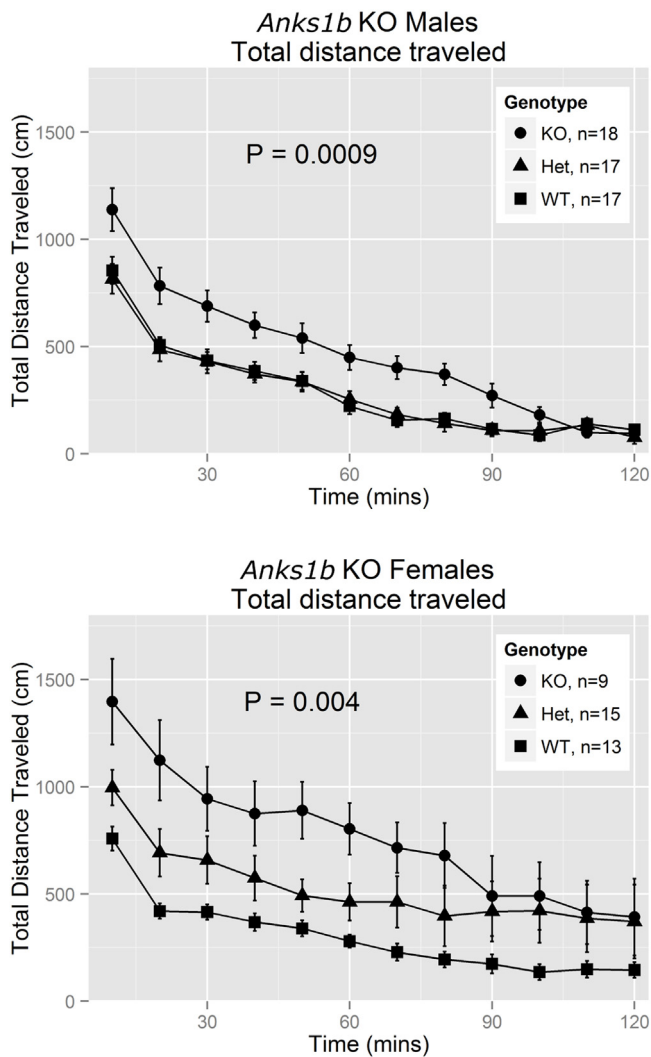 Anks1b KO Males
Total distance traveled
Total Distance Traveled (cm)
1500
1000
500
0
P = 0.0009
Genotype
KO, n=18
Het, n=17
WT, n=17
30
60
90
120
Time (mins)
Anks1b KO Females
Total distance traveled
Total Distance Traveled (cm)
1500
1000
500
0
P = 0.004
Genotype
KO, n=9
Het, n=15
WT, n=13
30
60
90
120
Time (mins)